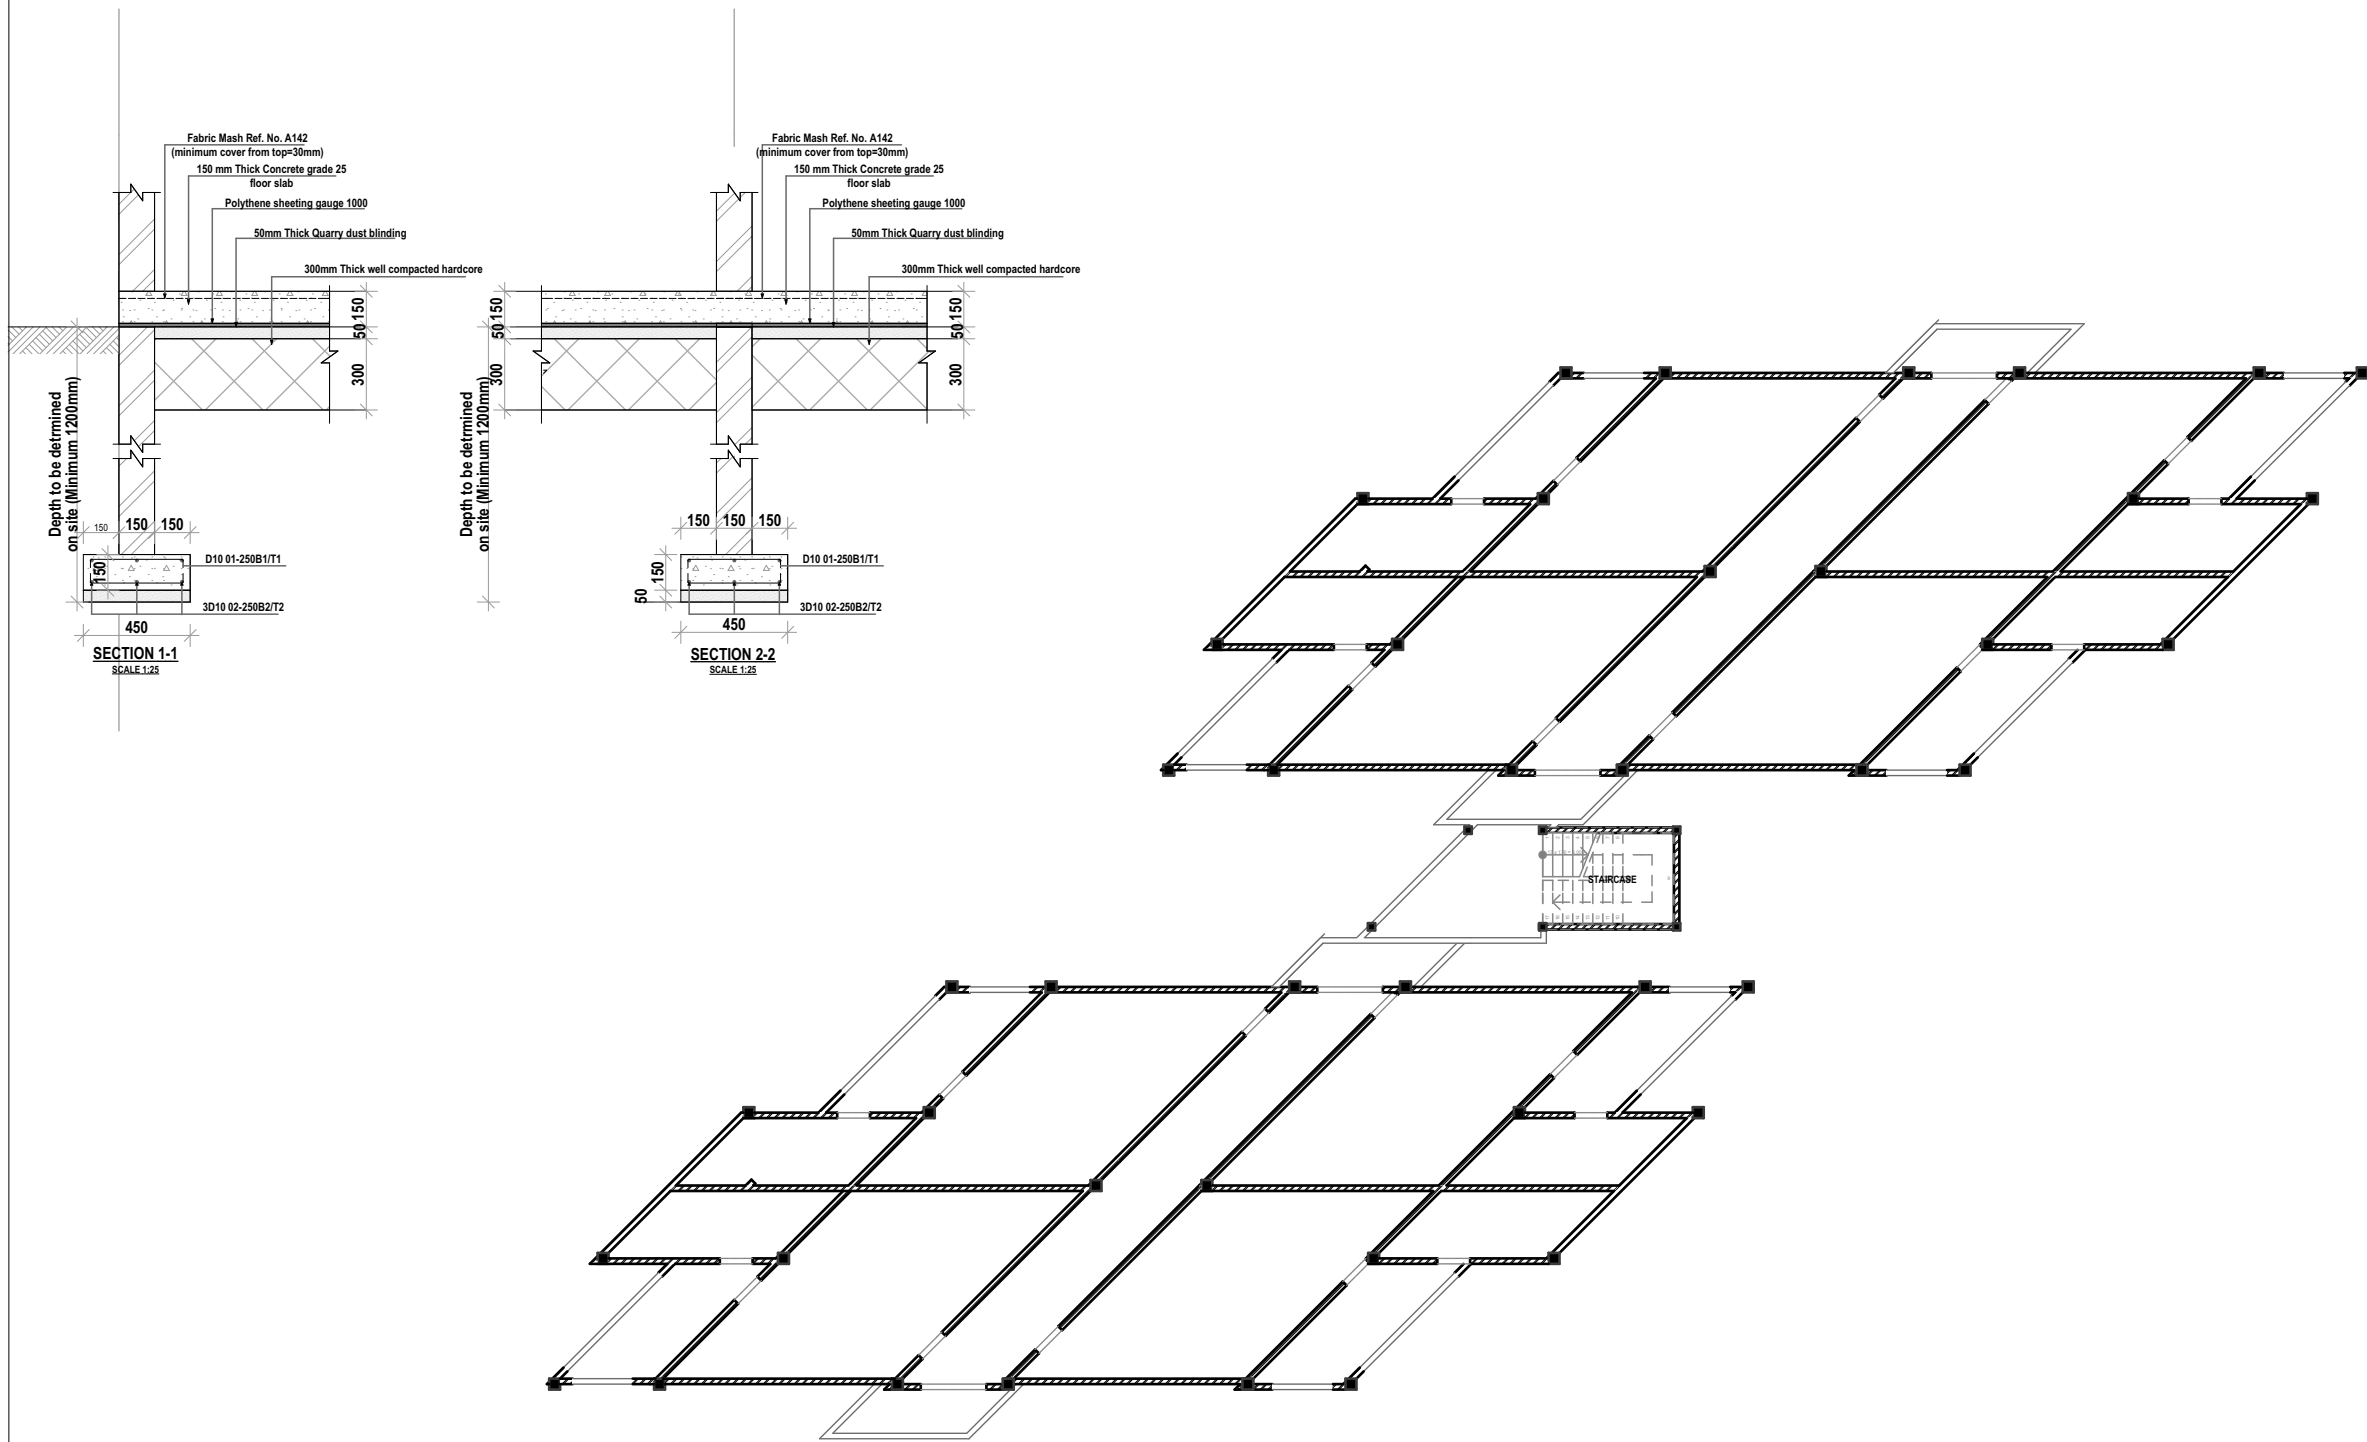 Fabric Mash Ref. No. A142
(minimum cover from top=30mm)
150 mm Thick Concrete grade 25
floor slab
Polythene sheeting gauge 1000
50mm Thick Quarry dust blinding
300mm Thick well compacted hardcore
150
50
300
Depth to be detrmined
on site (Minimum 1200mm)
150
150
150
150
D10 01-250B1/T1
3D10 02-250B2/T2
450
SECTION 1-1
SCALE 1:25
Fabric Mash Ref. No. A142
(minimum cover from top=30mm)
150 mm Thick Concrete grade 25
floor slab
Polythene sheeting gauge 1000
50mm Thick Quarry dust blinding
300mm Thick well compacted hardcore
150
50
300
150
50
300
Depth to be detrmined
on site (Minimum 1200mm)
150
150
150
150
50
D10 01-250B1/T1
3D10 02-250B2/T2
450
SECTION 2-2
SCALE 1:25
STAIRCASE